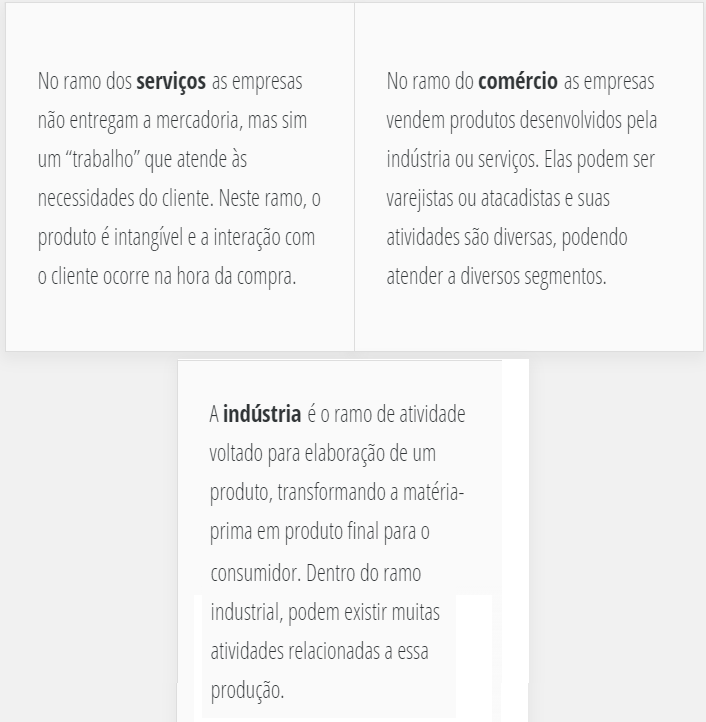 No ramo dos serviços as empresas
não entregam a mercadoria, mas sim
um “trabalho” que atende às
necessidades do cliente. Neste ramo, o
produto é intangível e a interação com
o cliente ocorre na hora da compra.
No ramo do comércio as empresas
vendem produtos desenvolvidos pela
indústria ou serviços. Elas podem ser
varejistas ou atacadistas e suas
atividades são diversas, podendo
atender a diversos segmentos.
A indústria é o ramo de atividade
voltado para elaboração de um
produto, transformando a matéria-
prima em produto final para o
consumidor. Dentro do ramo
industrial, podem existir muitas
atividades relacionadas a essa
produção.